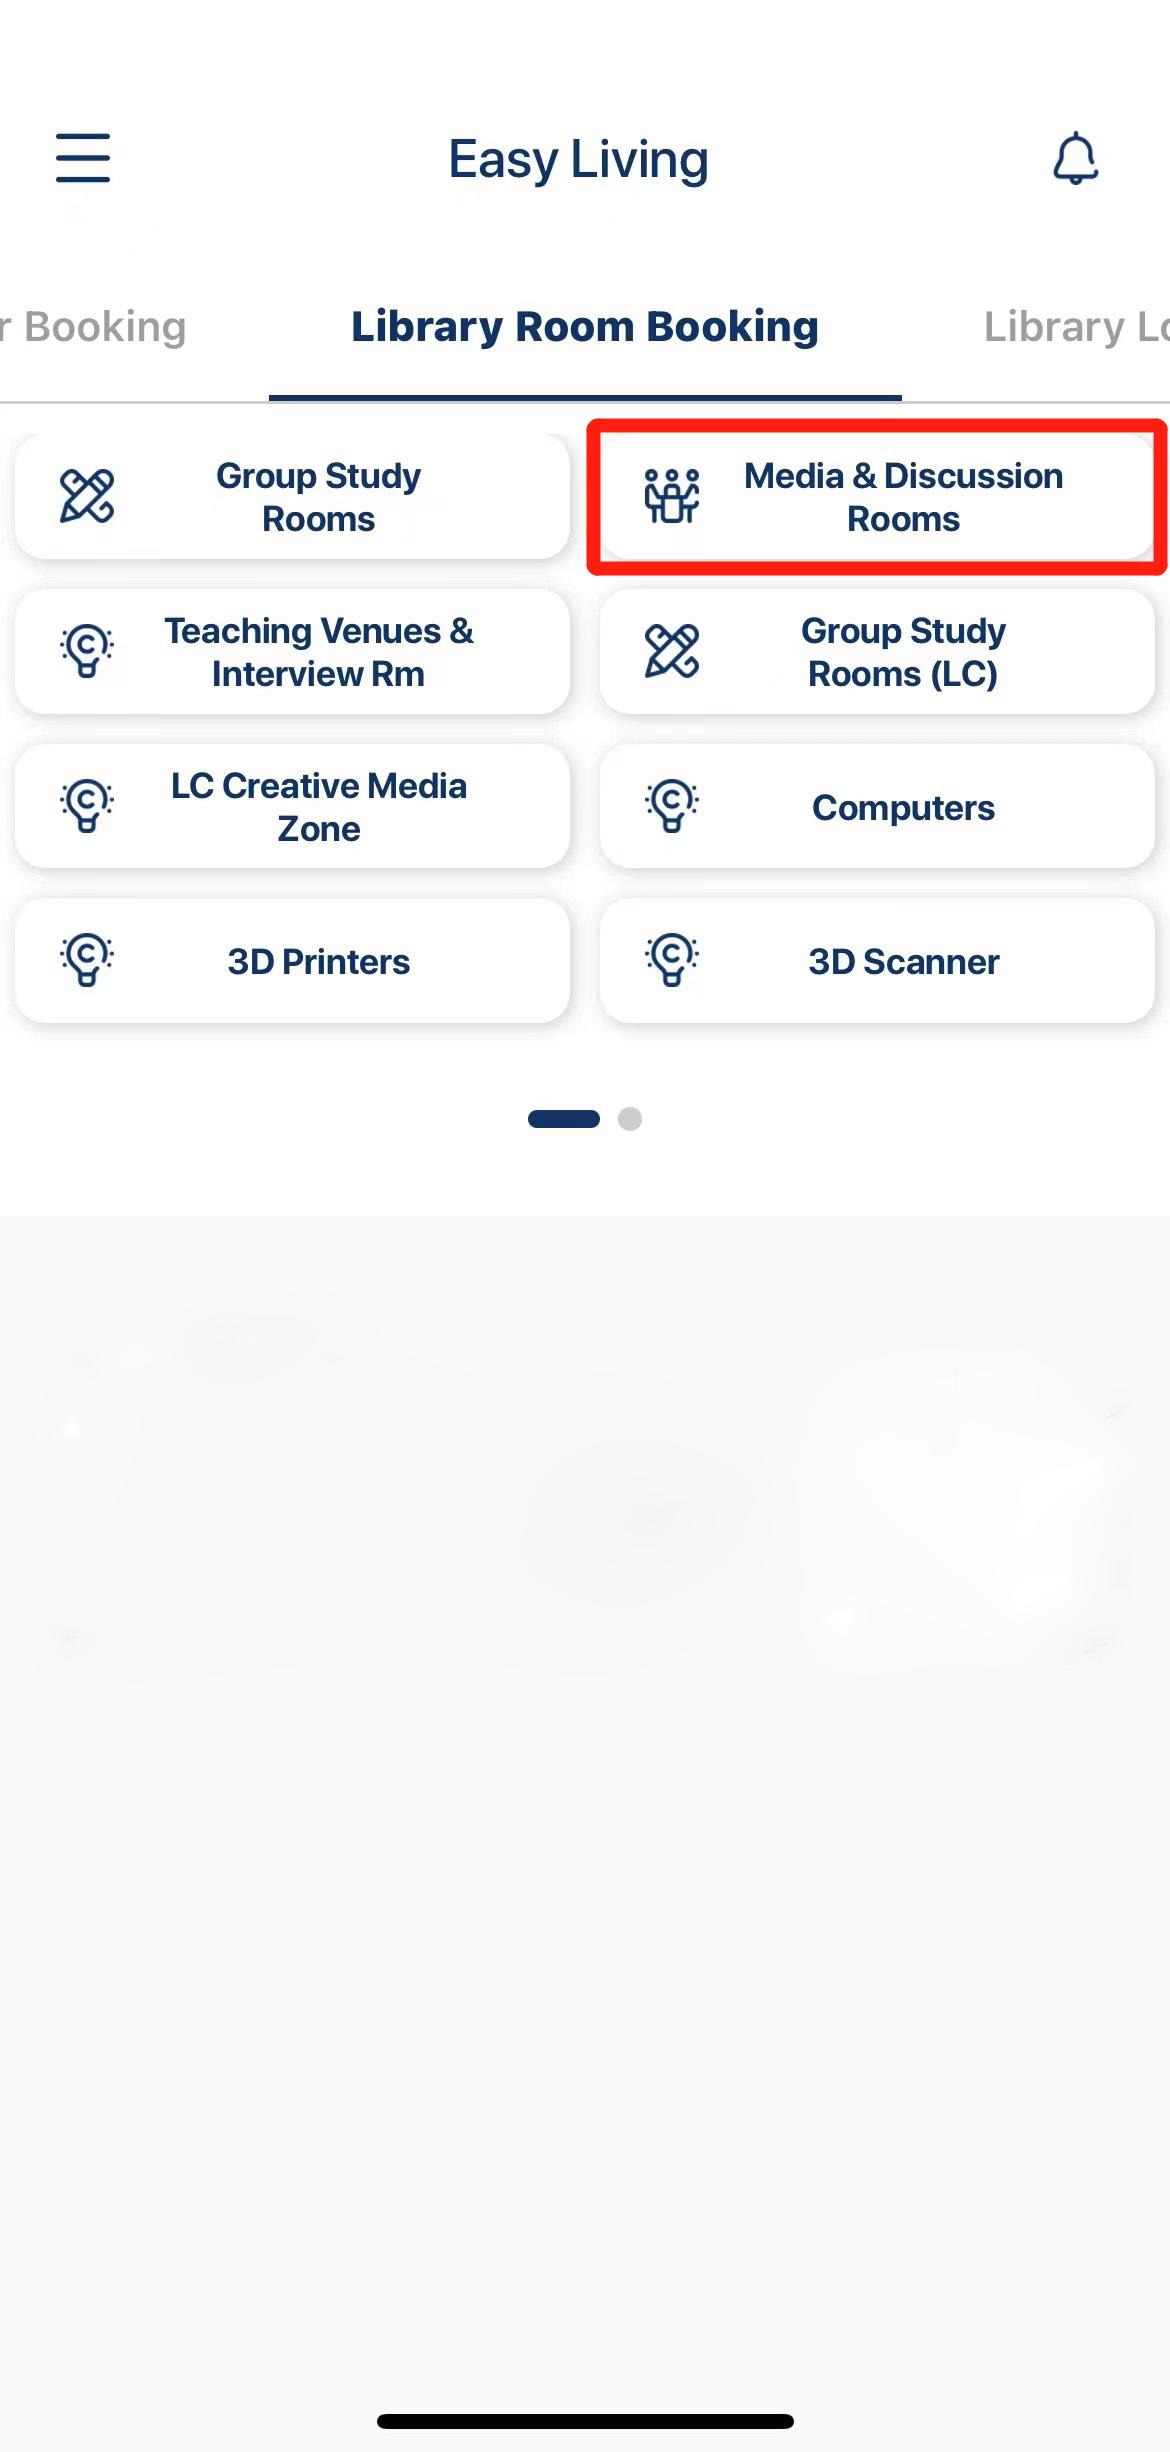 Easy Living
r Booking
Library Room Booking
Library Lo
Group Study
Rooms
Media & Discussion
Rooms
Teaching Venues &
Interview Rm
Group Study
Rooms (LC)
LC Creative Media
Zone
Computers
3D Printers
3D Scanner